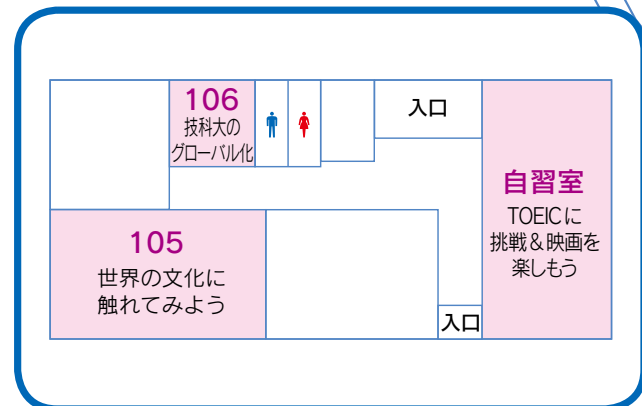 106
技科大の
グローバル化
入口
自習室
TOEICに
挑戦&映画を
楽しもう
105
世界の文化に
触れてみよう
入口